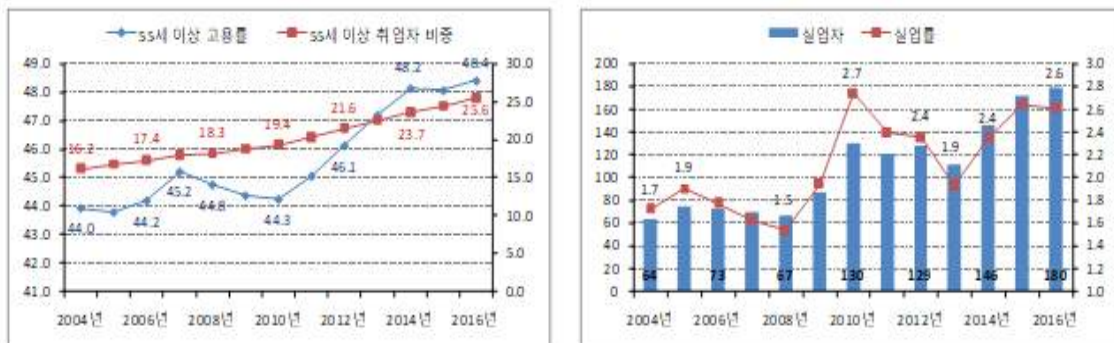 55세 이상 고용률 55세 이상 취업자 비중
49.0 48.0 47.0 46.0 45.0 44.0 43.0 42.0 41.0
30.0 25.0 20.0 15.0 10.0 5.0 0.0
16.2 17.4 18.3 19.4 21.6 23.7 25.6
44.0 44.2 45.2 44.8 44.3 46.1 48.2 48.4
2004년 2006년 2008년 2010년 2012년 2014년 2016년
실업자 실업률
200 180 160 140 120 100 80 60 40 20 0
3.0 2.8 2.6 2.4 2.2 2.0 1.8 1.6 1.4 1.2 1.0
1.7 1.9 1.5 2.7 2.4 1.9 2.4 2.6
64 73 67 130 129 146 180
2004년 2006년 2008년 2010년 2012년 2014년 2016년